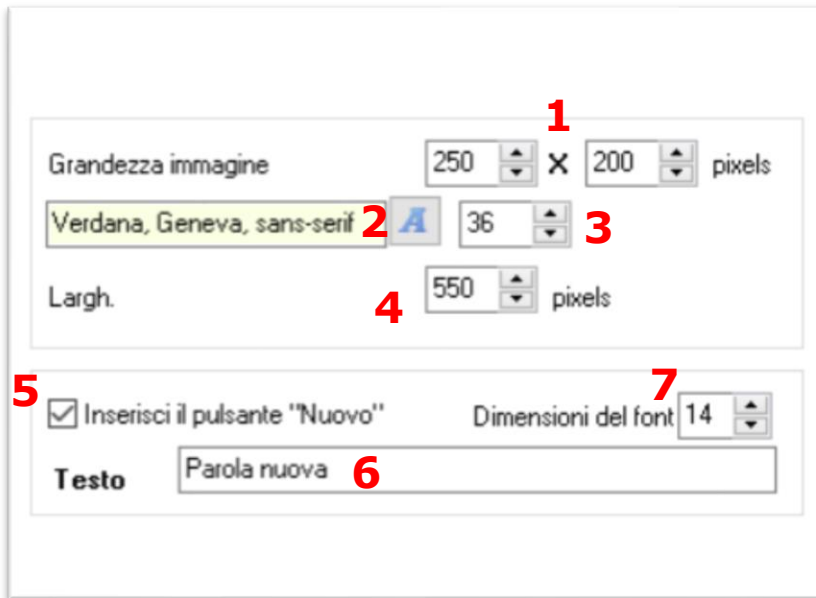 1
Grandezza immagine 250 X 200 pixels
Verdana, Geneva, sans-serif 2 A 36 3
Largh. 4 550 pixels
5 7
Inserisci il pulsante "Nuovo" Dimensioni del font 14
Testo Parola nuova 6